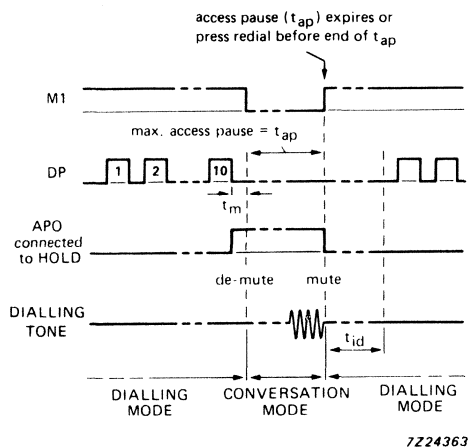 access pause (tap) expires or
press redial before end of tap
M1
max. access pause = tap
DP
1 2 10
tm
APO
connected
to HOLD
de-mute mute
DIALLING
TONE
tid
DIALLING
MODE
CONVERSATION
MODE
DIALLING
MODE
7Z24363